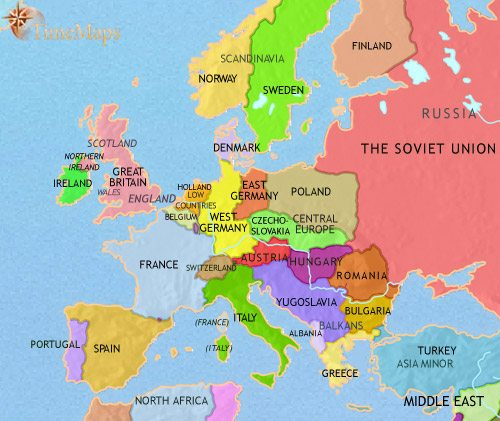 TimeMaps
SCANDINAVIA
FINLAND
NORWAY
SWEDEN
RUSSIA
THE SOVIET UNION
SCOTLAND
NORTHERN
IRELAND
IRELAND
GREAT
BRITAIN
WALES
ENGLAND
DENMARK
HOLLAND
LOW
COUNTRIES
BELGIUM
EAST
GERMANY
WEST
GERMANY
POLAND
CZECHO-
SLOVAKIA
CENTRAL
EUROPE
FRANCE
SWITZERLAND
AUSTRIA
HUNGARY
ROMANIA
YUGOSLAVIA
BULGARIA
BALKANS
ITALY
(FRANCE)
(ITALY)
ALBANIA
GREECE
PORTUGAL
SPAIN
TURKEY
ASIA MINOR
NORTH AFRICA
MIDDLE EAST